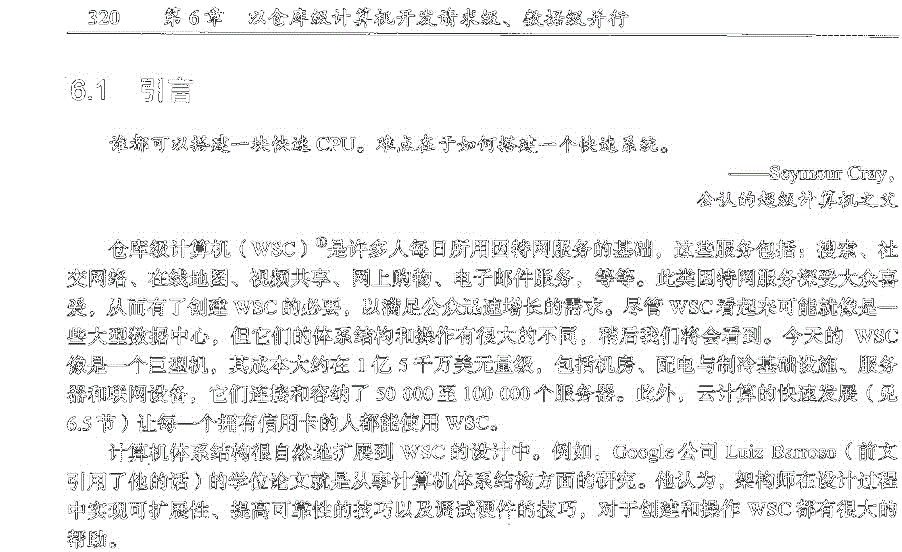 320 第 6 章 以仓库级计算机开发请求级、数据级并行
6.1 引言
谁都可以搭建一块快速 CPU。难点在于如何搭建一个快速系统。
——Seymour Cray，
公认的超级计算机之父
仓库级计算机（WSC）①是许多人每日所用因特网服务的基础，这些服务包括：搜索、社
交网络、在线地图、视频共享、网上购物、电子邮件服务，等等。此类因特网服务深受大众喜
爱，从而有了创建 WSC 的必要，以满足公众迅速增长的需求。尽管 WSC 看起来可能就像是一
些大型数据中心，但它们的体系结构和操作有很大的不同，稍后我们将会看到。今天的 WSC
像是一个巨型机，其成本大约在 1 亿 5 千万美元量级，包括机房、配电与制冷基础设施、服务
器和联网设备，它们连接和容纳了 50 000 至 100 000 个服务器。此外，云计算的快速发展（见
6.5 节）让每一个拥有信用卡的人都能使用 WSC。
计算机体系结构很自然地扩展到 WSC 的设计中。例如，Google 公司 Luiz Barroso（前文
引用了他的话）的学位论文就是从事计算机体系结构方面的研究。他认为，架构师在设计过程
中实现可扩展性、提高可靠性的技巧以及调试硬件的技巧，对于创建和操作 WSC 都有很大的
帮助。